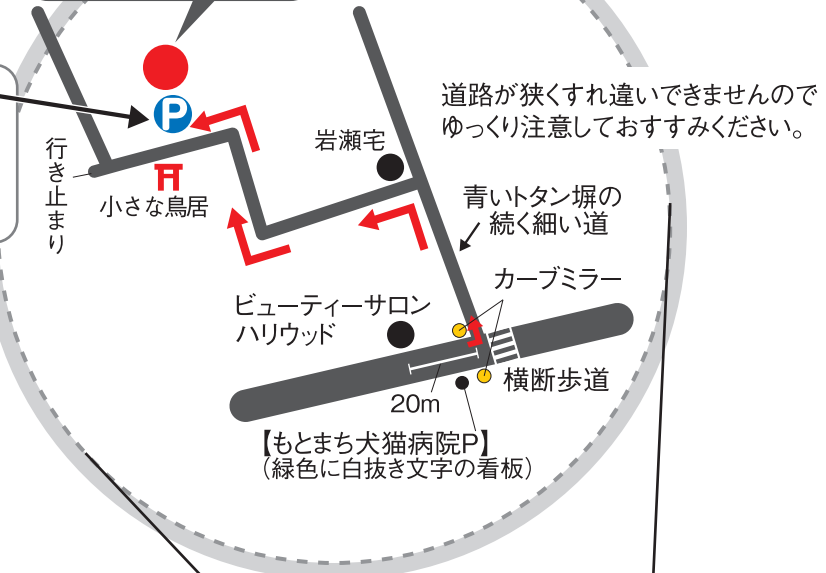 道路が狭くすれ違いできませんので
ゆっくり注意しておすすみください。
P
岩瀬宅
行き止まり
小さな鳥居
青いトタン塀の
続く細い道
カーブミラー
ビューティーサロン
ハリウッド
横断歩道
20m
【もとまち犬猫病院P】
（緑色に白抜き文字の看板）